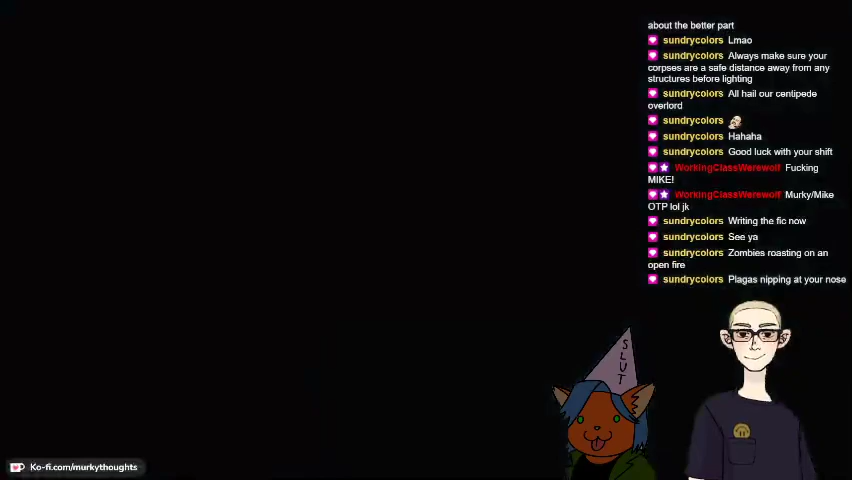 about the better part
sundrycolors Lmao
sundrycolors Always make sure your
corpses are a safe distance away from any
structures before lighting
sundrycolors All hail our centipede
overlord
sundrycolors
sundrycolors Hahaha
sundrycolors Good luck with your shift
WorkingClassWerewolf Fucking
MIKE!
WorkingClassWerewolf Murky/Mike
OTP lol jk
sundrycolors Writing the fic now
sundrycolors See ya
sundrycolors Zombies roasting on an
open fire
sundrycolors Plagas nipping at your nose
SLUT
Ko-fi.com/murkythoughts